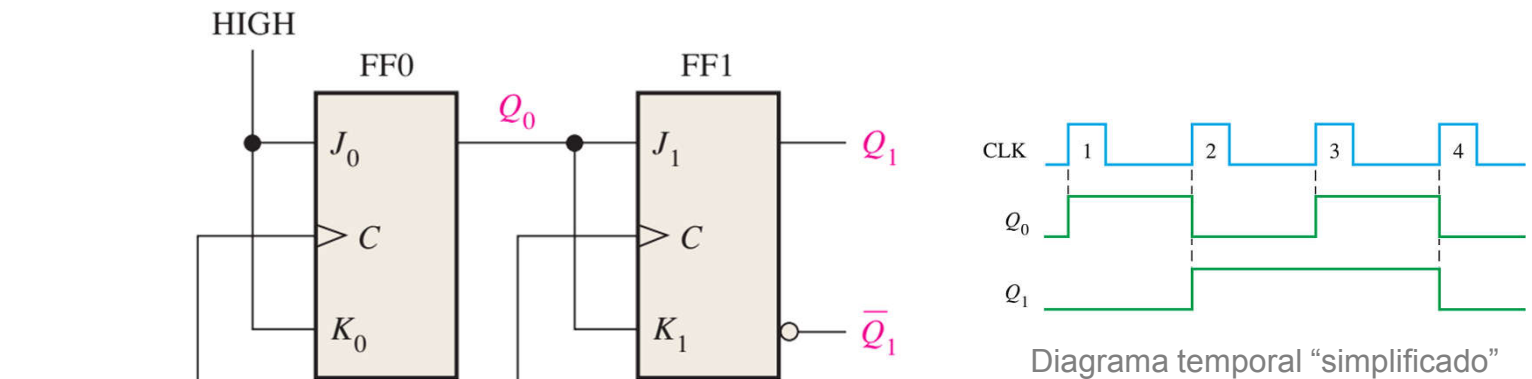 HIGH
FF0
FF1
Q₀
J₀
J₁
Q₁
C
C
K₀
K₁
Q̅₁
CLK
1
2
3
4
Q₀
Q₁
Diagrama temporal “simplificado”